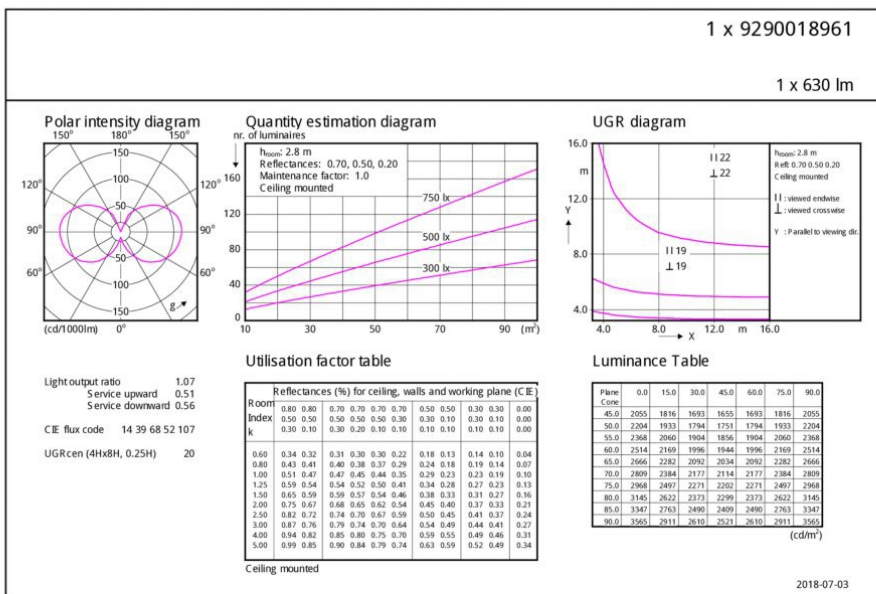 1 x 9290018961
1 x 630 lm
Polar intensity diagram
150° 180° 150°
120° 120°
90° 90°
60° 60°
150
100
50
50
100
150
g
(cd/1000lm) 0°
Quantity estimation diagram
nr. of luminaires
hroom: 2.8 m
Reflectances: 0.70, 0.50, 0.20
Maintenance factor: 1.0
Ceiling mounted
160
120
80
40
0
750 lx
500 lx
300 lx
10 30 50 70 90 (m²)
UGR diagram
16.0
m
12.0
Y
8.0
4.0
|| 22
⊥ 22
|| 19
⊥ 19
4.0 8.0 12.0 m 16.0
X
hroom: 2.8 m
Refl: 0.70 0.50 0.20
Ceiling mounted
|| : viewed endwise
⊥ : viewed crosswise
Y : Parallel to viewing dir.
Light output ratio 1.07
Service upward 0.51
Service downward 0.56
CIE flux code 14 39 68 52 107
UGRcen (4Hx8H, 0.25H) 20
Utilisation factor table
Reflectances (%) for ceiling, walls and working plane (CIE)
Room Index k
0.80 0.80 0.70 0.70 0.70 0.70 0.50 0.50 0.30 0.30 0.00
0.50 0.50 0.50 0.50 0.50 0.30 0.30 0.10 0.30 0.10 0.00
0.30 0.10 0.30 0.20 0.10 0.10 0.10 0.10 0.10 0.10 0.00
0.60 0.34 0.32 0.31 0.30 0.30 0.22 0.18 0.13 0.14 0.10 0.04
0.80 0.43 0.41 0.40 0.38 0.37 0.29 0.24 0.18 0.19 0.14 0.07
1.00 0.51 0.47 0.47 0.45 0.44 0.35 0.29 0.23 0.23 0.19 0.10
1.25 0.59 0.54 0.54 0.52 0.50 0.41 0.34 0.28 0.27 0.23 0.13
1.50 0.65 0.59 0.59 0.57 0.54 0.46 0.38 0.33 0.31 0.27 0.16
2.00 0.75 0.67 0.68 0.65 0.62 0.54 0.45 0.40 0.37 0.33 0.21
2.50 0.82 0.72 0.74 0.70 0.67 0.59 0.50 0.45 0.41 0.37 0.24
3.00 0.87 0.76 0.79 0.74 0.70 0.64 0.54 0.49 0.44 0.41 0.27
4.00 0.94 0.82 0.85 0.80 0.75 0.70 0.59 0.55 0.49 0.46 0.31
5.00 0.99 0.85 0.90 0.84 0.79 0.74 0.63 0.59 0.52 0.49 0.34
Ceiling mounted
Luminance Table
Plane Cone 0.0 15.0 30.0 45.0 60.0 75.0 90.0
45.0 2055 1816 1693 1655 1693 1816 2055
50.0 2204 1933 1794 1751 1794 1933 2204
55.0 2368 2060 1904 1856 1904 2060 2368
60.0 2514 2169 1996 1944 1996 2169 2514
65.0 2666 2282 2092 2034 2092 2282 2666
70.0 2809 2384 2177 2114 2177 2384 2809
75.0 2968 2497 2271 2202 2271 2497 2968
80.0 3145 2622 2373 2299 2373 2622 3145
85.0 3347 2763 2490 2409 2490 2763 3347
90.0 3565 2911 2610 2521 2610 2911 3565
(cd/m²)
2018-07-03